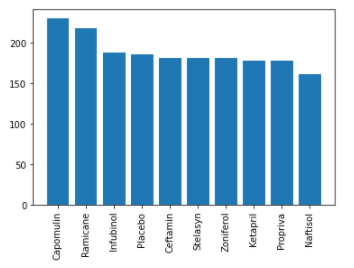 200
150
100
50
0
Capomulin
Ramicane
Infubinol
Placebo
Ceftamin
Stelasyn
Zoniferol
Ketapril
Propriva
Naftisol